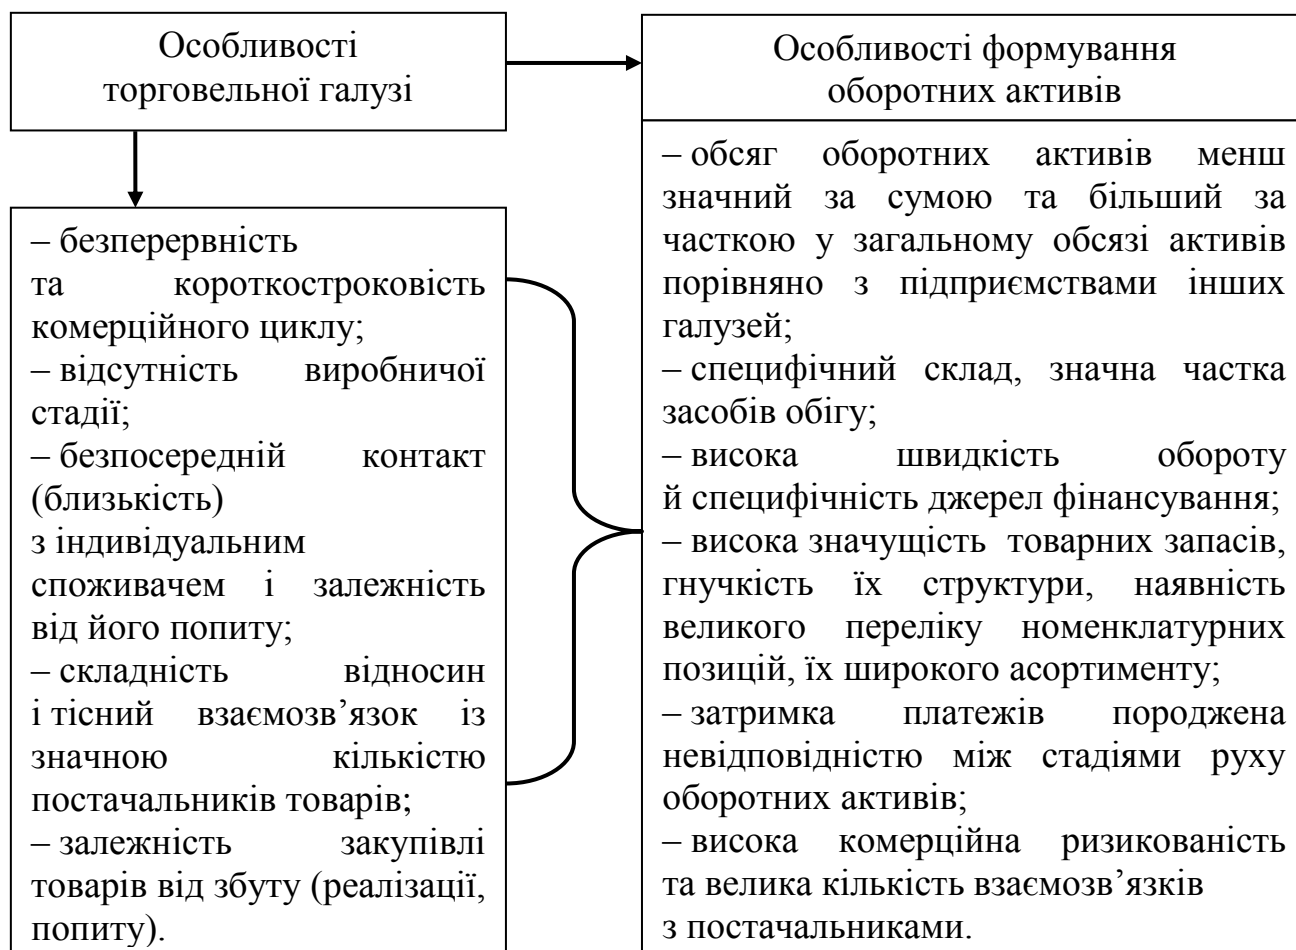 Особливості
торговельної галузі
– безперервність
та короткостроковість
комерційного циклу;
– відсутність виробничої
стадії;
– безпосередній контакт
(близькість)
з індивідуальним
споживачем і залежність
від його попиту;
– складність відносин
і тісний взаємозв’язок із
значною кількістю
постачальників товарів;
– залежність закупівлі
товарів від збуту (реалізації,
попиту).
Особливості формування
оборотних активів
– обсяг оборотних активів менш
значний за сумою та більший за
часткою у загальному обсязі активів
порівняно з підприємствами інших
галузей;
– специфічний склад, значна частка
засобів обігу;
– висока швидкість обороту
й специфічність джерел фінансування;
– висока значущість товарних запасів,
гнучкість їх структури, наявність
великого переліку номенклатурних
позицій, їх широкого асортименту;
– затримка платежів породжена
невідповідністю між стадіями руху
оборотних активів;
– висока комерційна ризикованість
та велика кількість взаємозв’язків
з постачальниками.